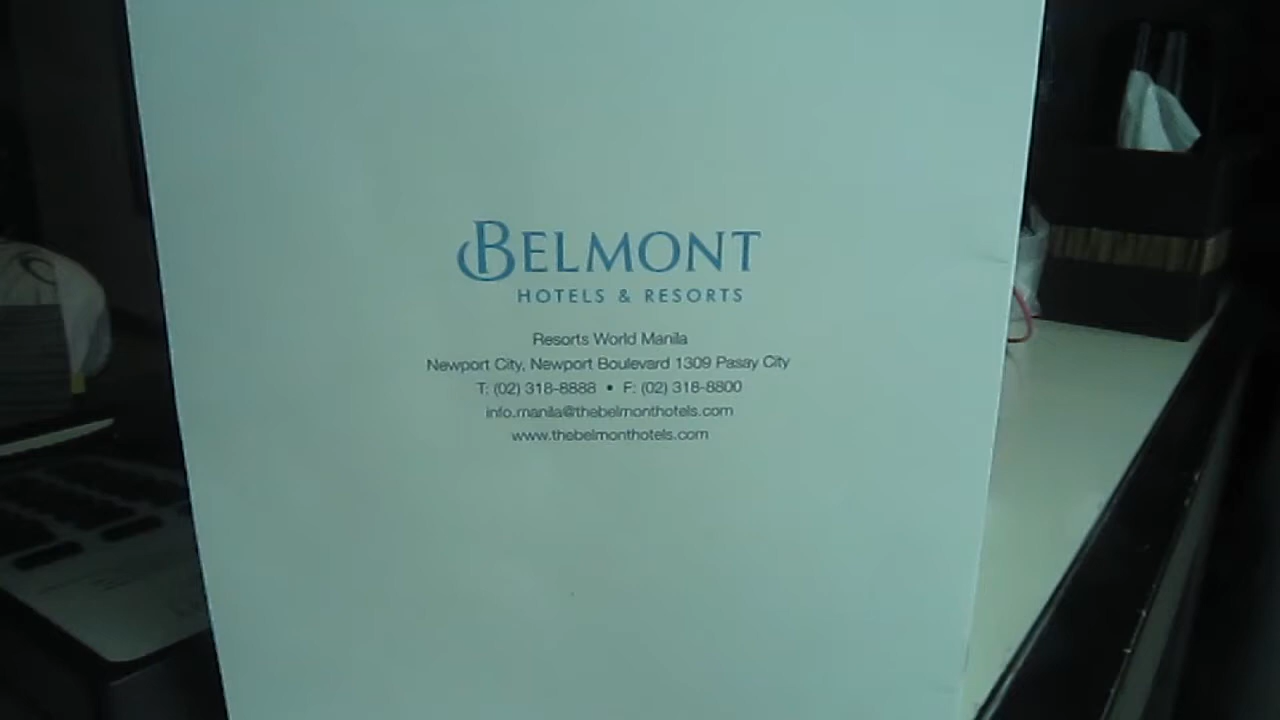 BELMONT
HOTELS & RESORTS
Resorts World Manila
Newport City, Newport Boulevard 1309 Pasay City
T: (02) 318-8888 • F: (02) 318-8800
info.manila@thebelmonthotels.com
www.thebelmonthotels.com